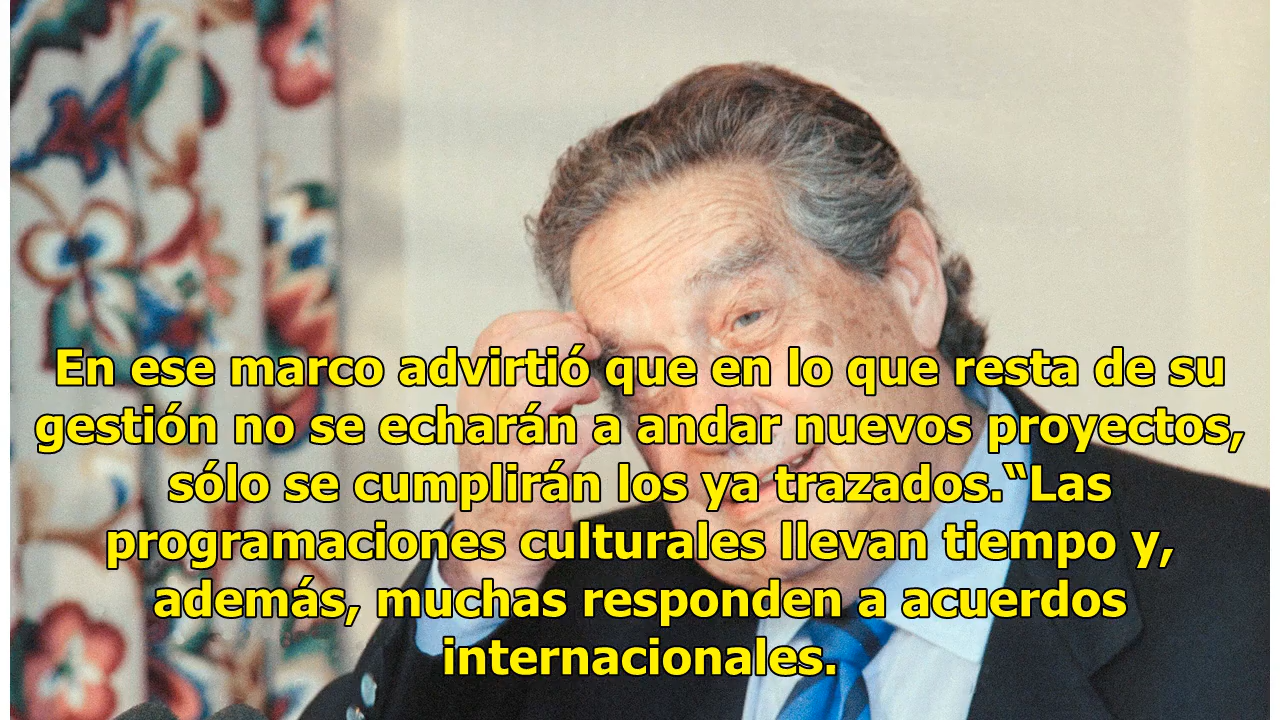 En ese marco advirtió que en lo que resta de su
gestión no se echarán a andar nuevos proyectos,
sólo se cumplirán los ya trazados.“Las
programaciones culturales llevan tiempo y,
además, muchas responden a acuerdos
internacionales.